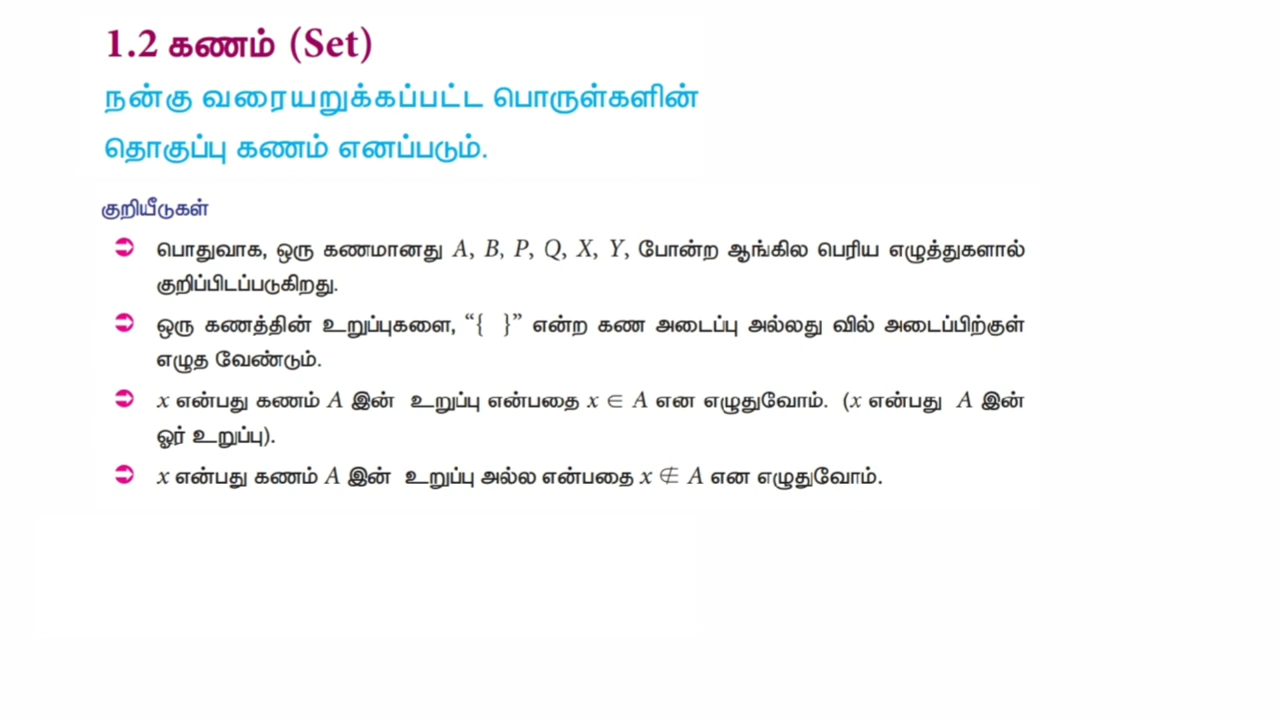 1.2 கணம் (Set)
நன்கு வரையறுக்கப்பட்ட பொருள்களின்
தொகுப்பு கணம் எனப்படும்.
குறியீடுகள்
➲ பொதுவாக, ஒரு கணமானது A, B, P, Q, X, Y, போன்ற ஆங்கில பெரிய எழுத்துகளால்
குறிப்பிடப்படுகிறது.
➲ ஒரு கணத்தின் உறுப்புகளை, “{ }” என்ற கண அடைப்பு அல்லது வில் அடைப்பிற்குள்
எழுத வேண்டும்.
➲ x என்பது கணம் A இன் உறுப்பு என்பதை x ∈ A என எழுதுவோம். (x என்பது A இன்
ஓர் உறுப்பு).
➲ x என்பது கணம் A இன் உறுப்பு அல்ல என்பதை x ∉ A என எழுதுவோம்.